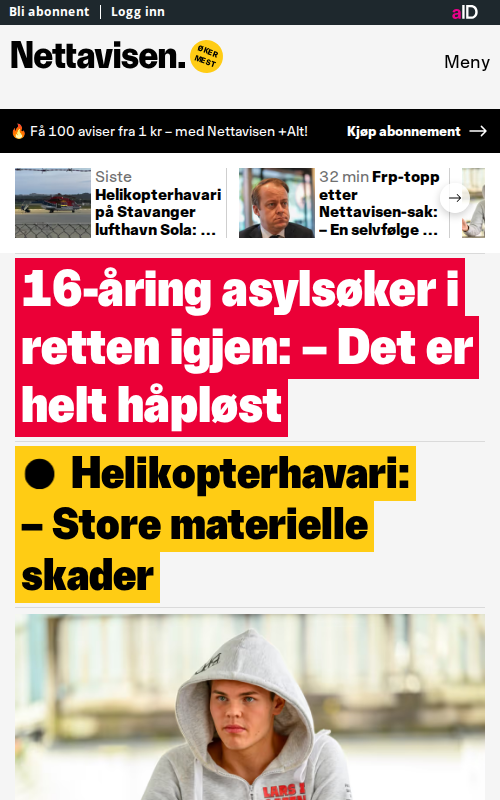 Bli abonnent
Logg inn
aID
Nettavisen.
ØKER
MEST
Meny
🔥 Få 100 aviser fra 1 kr – med Nettavisen +Alt!
Kjøp abonnement
Siste
Helikopterhavari
på Stavanger
lufthavn Sola: ...
32 min Frp-topp
etter
Nettavisen-sak:
– En selvfølge ...
16-åring asylsøker i
retten igjen: – Det er
helt håpløst
Helikopterhavari:
– Store materielle
skader